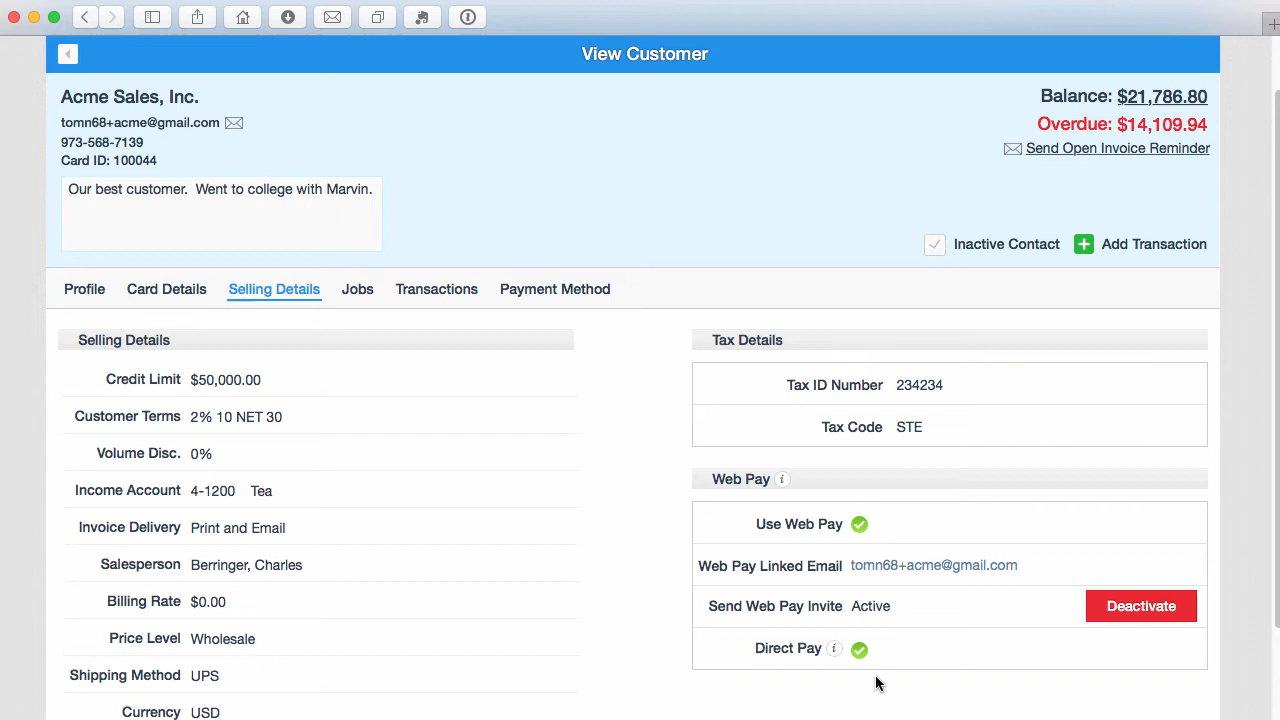 View Customer
Acme Sales, Inc.
tomn68+acme@gmail.com
973-568-7139
Card ID: 100044
Our best customer.  Went to college with Marvin.
Balance: $21,786.80
Overdue: $14,109.94
Send Open Invoice Reminder
Inactive Contact
Add Transaction
Profile Card Details Selling Details Jobs Transactions Payment Method
Selling Details
Credit Limit $50,000.00
Customer Terms 2% 10 NET 30
Volume Disc. 0%
Income Account 4-1200 Tea
Invoice Delivery Print and Email
Salesperson Berringer, Charles
Billing Rate $0.00
Price Level Wholesale
Shipping Method UPS
Currency USD
Tax Details
Tax ID Number 234234
Tax Code STE
Web Pay i
Use Web Pay
Web Pay Linked Email tomn68+acme@gmail.com
Send Web Pay Invite Active Deactivate
Direct Pay i